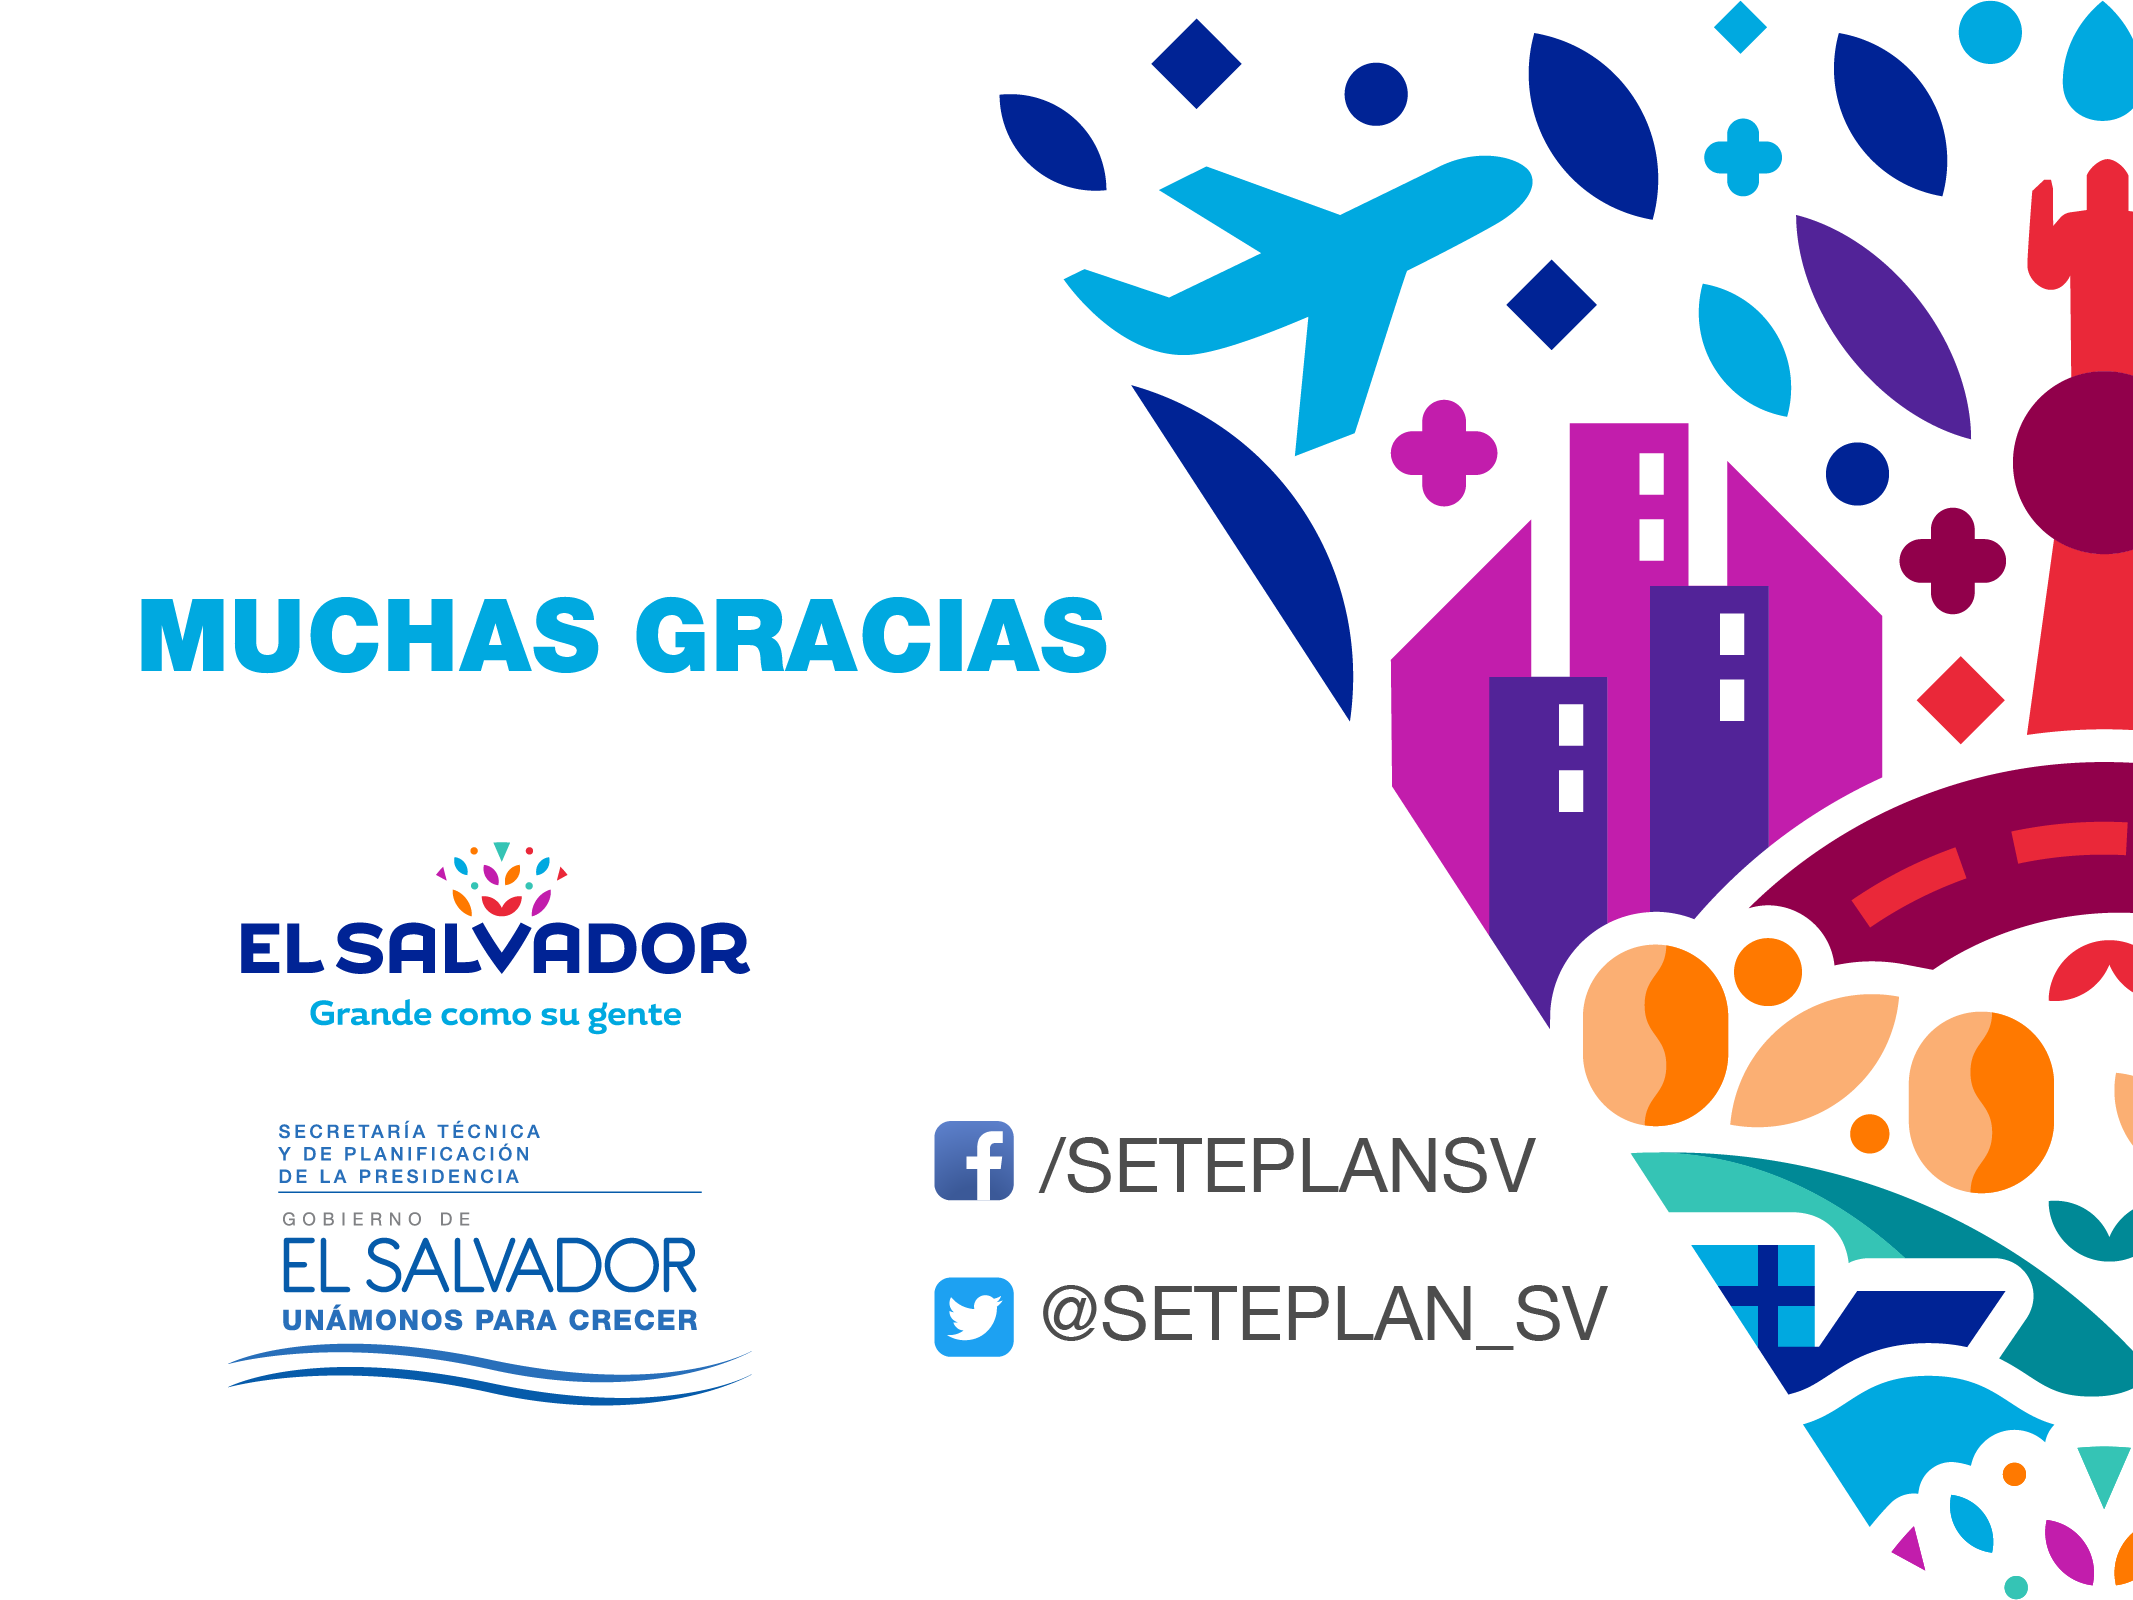 MUCHAS GRACIAS
EL SALVADOR
Grande como su gente
SECRETARÍA TÉCNICA
Y DE PLANIFICACIÓN
DE LA PRESIDENCIA
GOBIERNO DE
EL SALVADOR
UNÁMONOS PARA CRECER
/SETEPLANSV
@SETEPLAN_SV